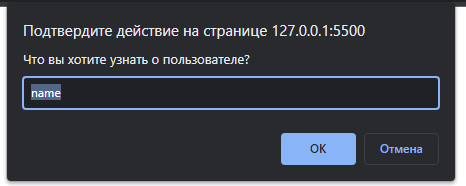 Подтвердите действие на странице 127.0.0.1:5500
Что вы хотите узнать о пользователе?
name
OK Отмена